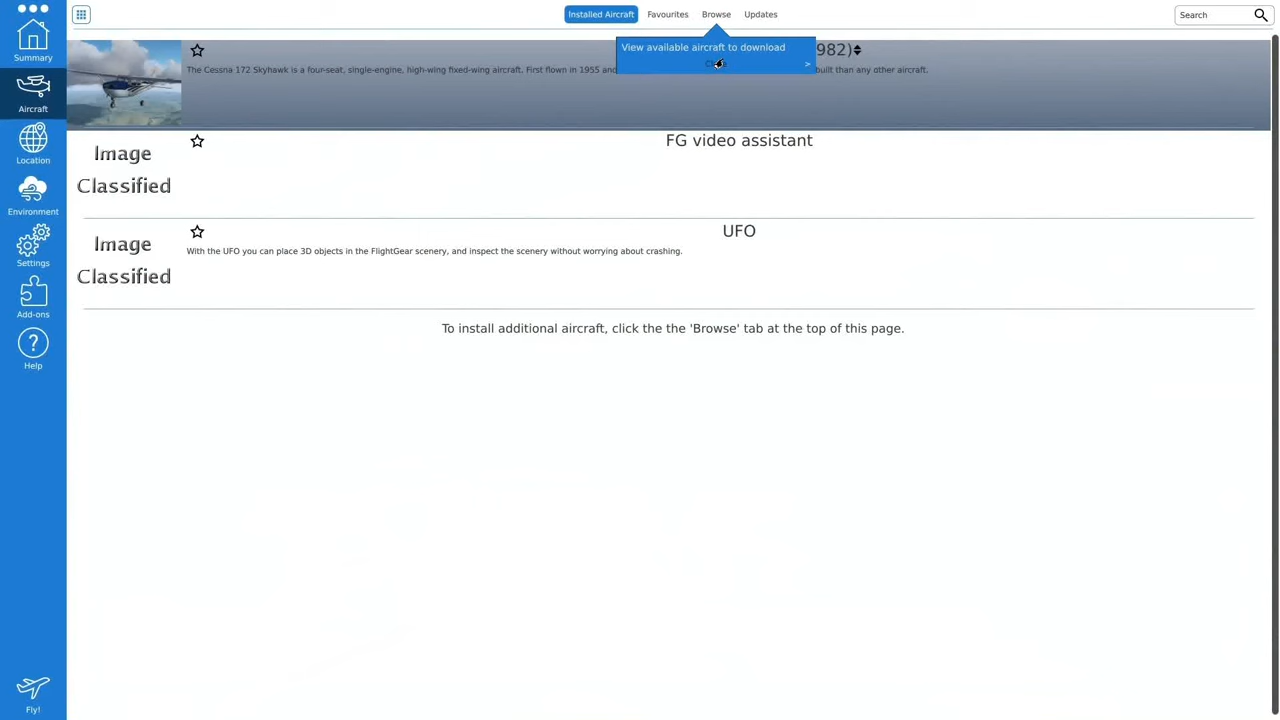 Installed Aircraft
Favourites
Browse
Updates
Search
Summary
Aircraft
Location
Environment
Settings
Add-ons
Help
Fly!
View available aircraft to download
>
982)
The Cessna 172 Skyhawk is a four-seat, single-engine, high-wing fixed-wing aircraft. First flown in 1955 and built than any other aircraft.
Image
Classified
FG video assistant
Image
Classified
UFO
With the UFO you can place 3D objects in the FlightGear scenery, and inspect the scenery without worrying about crashing.
To install additional aircraft, click the the 'Browse' tab at the top of this page.